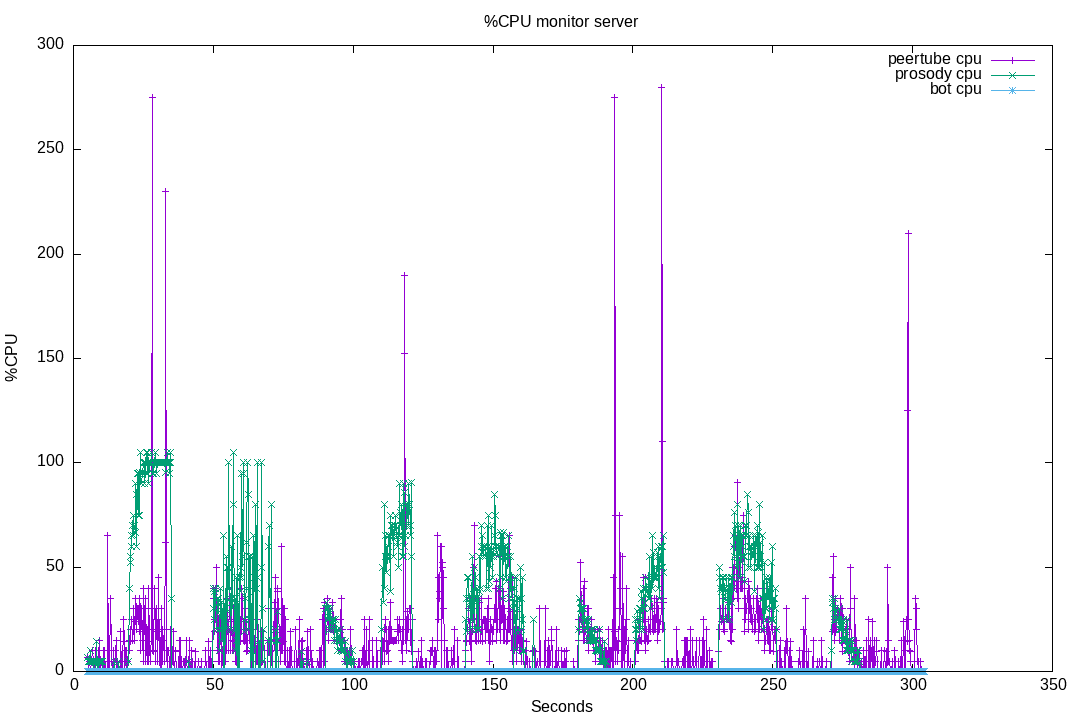 %CPU monitor server
300
250
200
150
100
50
0
%CPU
peertube cpu
prosody cpu
bot cpu
0 50 100 150 200 250 300 350
Seconds